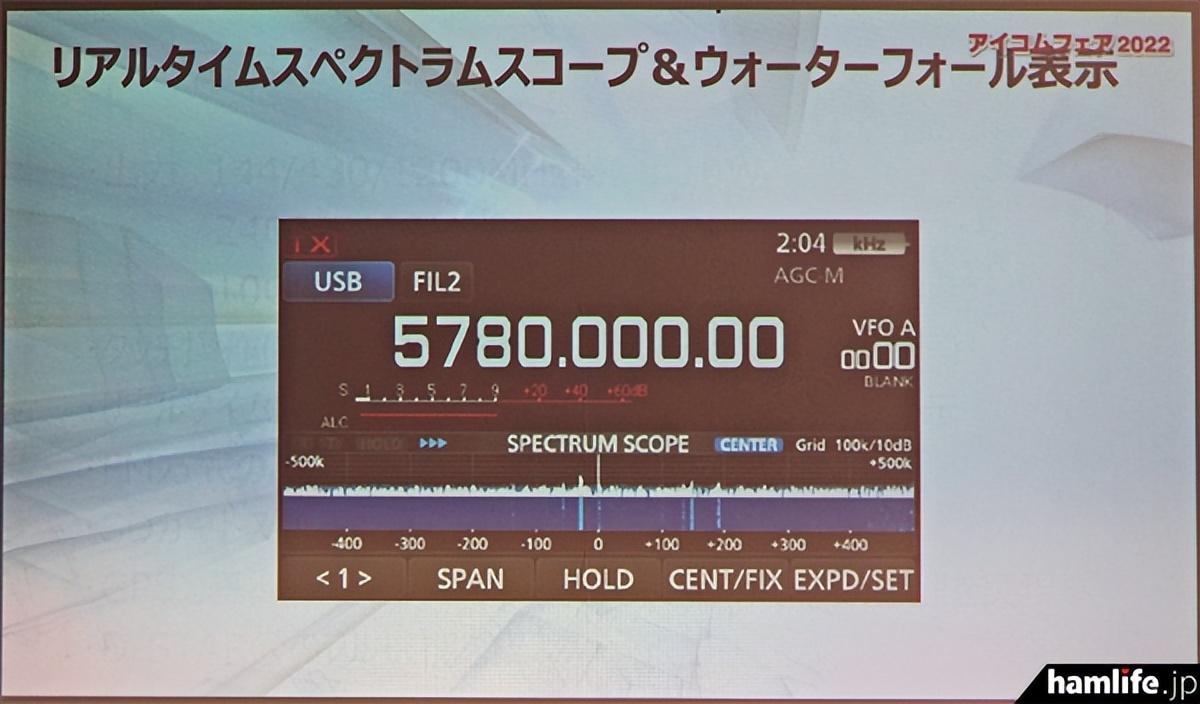 アイコムフェア2022
リアルタイムスペクトラムスコープ&ウォーターフォール表示
TX
2:04 kHz
USB FIL2
AGC-M
5780.000.00
VFO A
0000
BLANK
S 1 . 3 . 5 . 7 . 9 +20 +40 +60dB
ALC
HOLD SPECTRUM SCOPE CENTER Grid 100k/10dB
-500k +500k
-400 -300 -200 -100 0 +100 +200 +300 +400
<1> SPAN HOLD CENT/FIX EXPD/SET
hamlife.jp